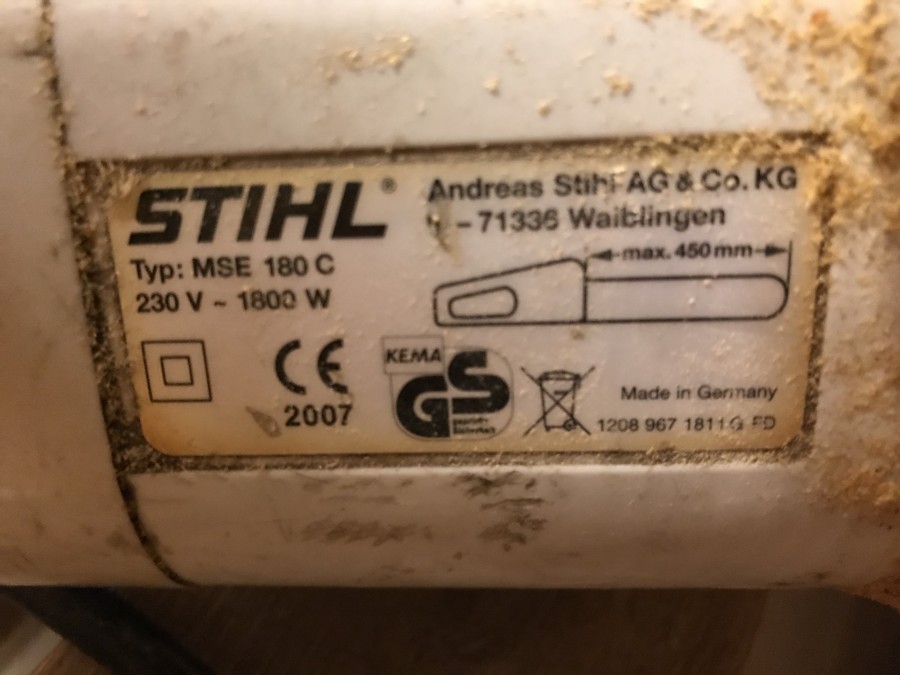 STIHL®
Typ: MSE 180 C
230 V ~ 1800 W
Andreas Stihl AG & Co. KG
– 71336 Waiblingen
max. 450 mm
CE
2007
KEMA
GS
Made in Germany
1208 967 1811 G FD